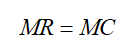 MR = MC